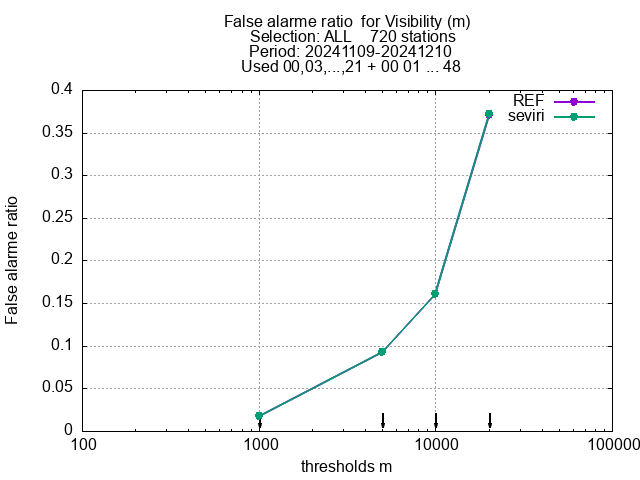 False alarme ratio  for Visibility (m)
Selection: ALL    720 stations
Period: 20241109-20241210
Used 00,03,...,21 + 00 01 ... 48
REF
seviri
0.4
0.35
0.3
0.25
0.2
0.15
0.1
0.05
0
False alarme ratio
100
1000
10000
100000
thresholds m